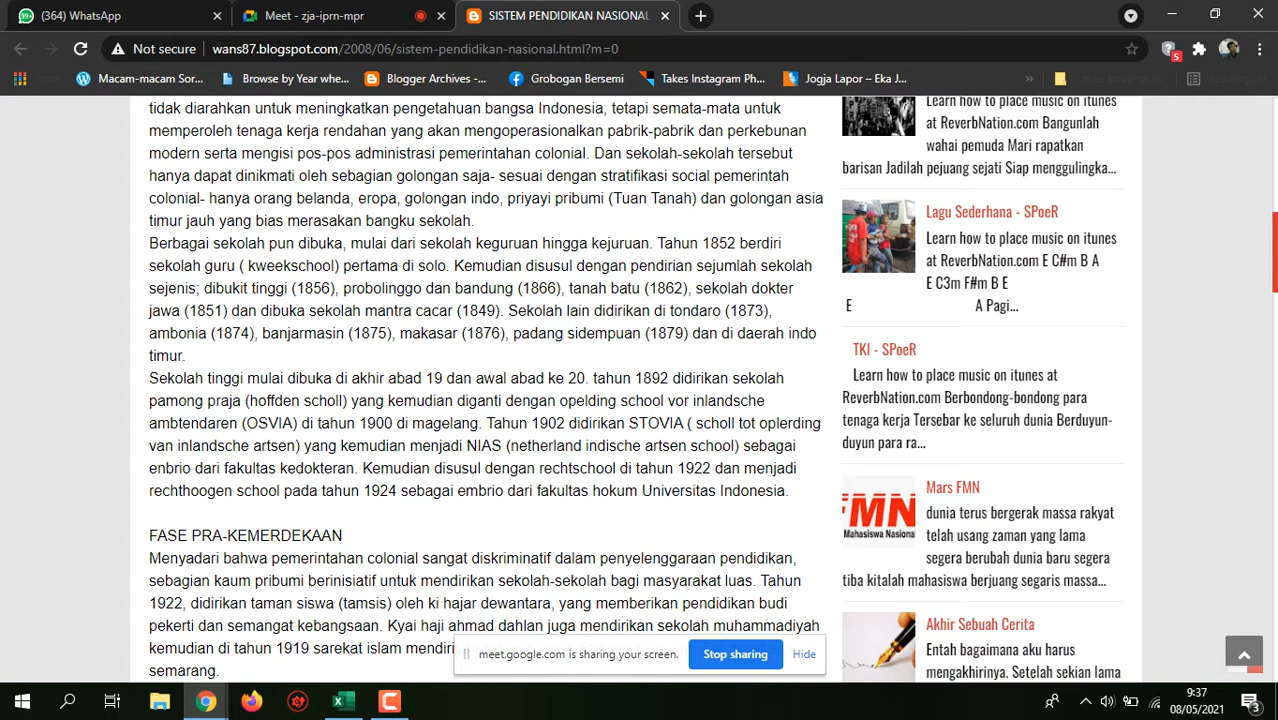 (364) WhatsApp
Meet - zja-iprn-mpr
SISTEM PENDIDIKAN NASIONAL
Not secure
wans87.blogspot.com/2008/06/sistem-pendidikan-nasional.html?m=0
5
Macam-macam Sor...
Browse by Year whe...
Blogger Archives -...
Grobogan Bersemi
Takes Instagram Ph...
Jogja Lapor – Eka J...
»
tidak diarahkan untuk meningkatkan pengetahuan bangsa Indonesia, tetapi semata-mata untuk
memperoleh tenaga kerja rendahan yang akan mengoperasionalkan pabrik-pabrik dan perkebunan
modern serta mengisi pos-pos administrasi pemerintahan colonial. Dan sekolah-sekolah tersebut
hanya dapat dinikmati oleh sebagian golongan saja- sesuai dengan stratifikasi social pemerintah
colonial- hanya orang belanda, eropa, golongan indo, priyayi pribumi (Tuan Tanah) dan golongan asia
timur jauh yang bias merasakan bangku sekolah.
Berbagai sekolah pun dibuka, mulai dari sekolah keguruan hingga kejuruan. Tahun 1852 berdiri
sekolah guru ( kweekschool) pertama di solo. Kemudian disusul dengan pendirian sejumlah sekolah
sejenis; dibukit tinggi (1856), probolinggo dan bandung (1866), tanah batu (1862), sekolah dokter
jawa (1851) dan dibuka sekolah mantra cacar (1849). Sekolah lain didirikan di tondaro (1873),
ambonia (1874), banjarmasin (1875), makasar (1876), padang sidempuan (1879) dan di daerah indo
timur.
Sekolah tinggi mulai dibuka di akhir abad 19 dan awal abad ke 20. tahun 1892 didirikan sekolah
pamong praja (hoffden scholl) yang kemudian diganti dengan opelding school vor inlandsche
ambtendaren (OSVIA) di tahun 1900 di magelang. Tahun 1902 didirikan STOVIA ( scholl tot oplerding
van inlandsche artsen) yang kemudian menjadi NIAS (netherland indische artsen school) sebagai
enbrio dari fakultas kedokteran. Kemudian disusul dengan rechtschool di tahun 1922 dan menjadi
rechthoogen school pada tahun 1924 sebagai embrio dari fakultas hokum Universitas Indonesia.
FASE PRA-KEMERDEKAAN
Menyadari bahwa pemerintahan colonial sangat diskriminatif dalam penyelenggaraan pendidikan,
sebagian kaum pribumi berinisiatif untuk mendirikan sekolah-sekolah bagi masyarakat luas. Tahun
1922, didirikan taman siswa (tamsis) oleh ki hajar dewantara, yang memberikan pendidikan budi
pekerti dan semangat kebangsaan. Kyai haji ahmad dahlan juga mendirikan sekolah muhammadiyah
kemudian di tahun 1919 sarekat islam mendiri
semarang.
Learn how to place music on itunes
at ReverbNation.com Bangunlah
wahai pemuda Mari rapatkan
barisan Jadilah pejuang sejati Siap menggulingka...
Lagu Sederhana - SPoeR
Learn how to place music on itunes
at ReverbNation.com E C#m B A
E C3m F#m B E
E A Pagi...
TKI - SPoeR
Learn how to place music on itunes at
ReverbNation.com Berbondong-bondong para
tenaga kerja Tersebar ke seluruh dunia Berduyun-
duyun para ra...
FMN
Mahasiswa Nasional
Mars FMN
dunia terus bergerak massa rakyat
telah usang zaman yang lama
segera berubah dunia baru segera
tiba kitalah mahasiswa berjuang segaris massa...
Akhir Sebuah Cerita
Entah bagaimana aku harus
mengakhirinya. Setelah sekian lama
meet.google.com is sharing your screen.
Stop sharing
Hide
9:37
08/05/2021
3